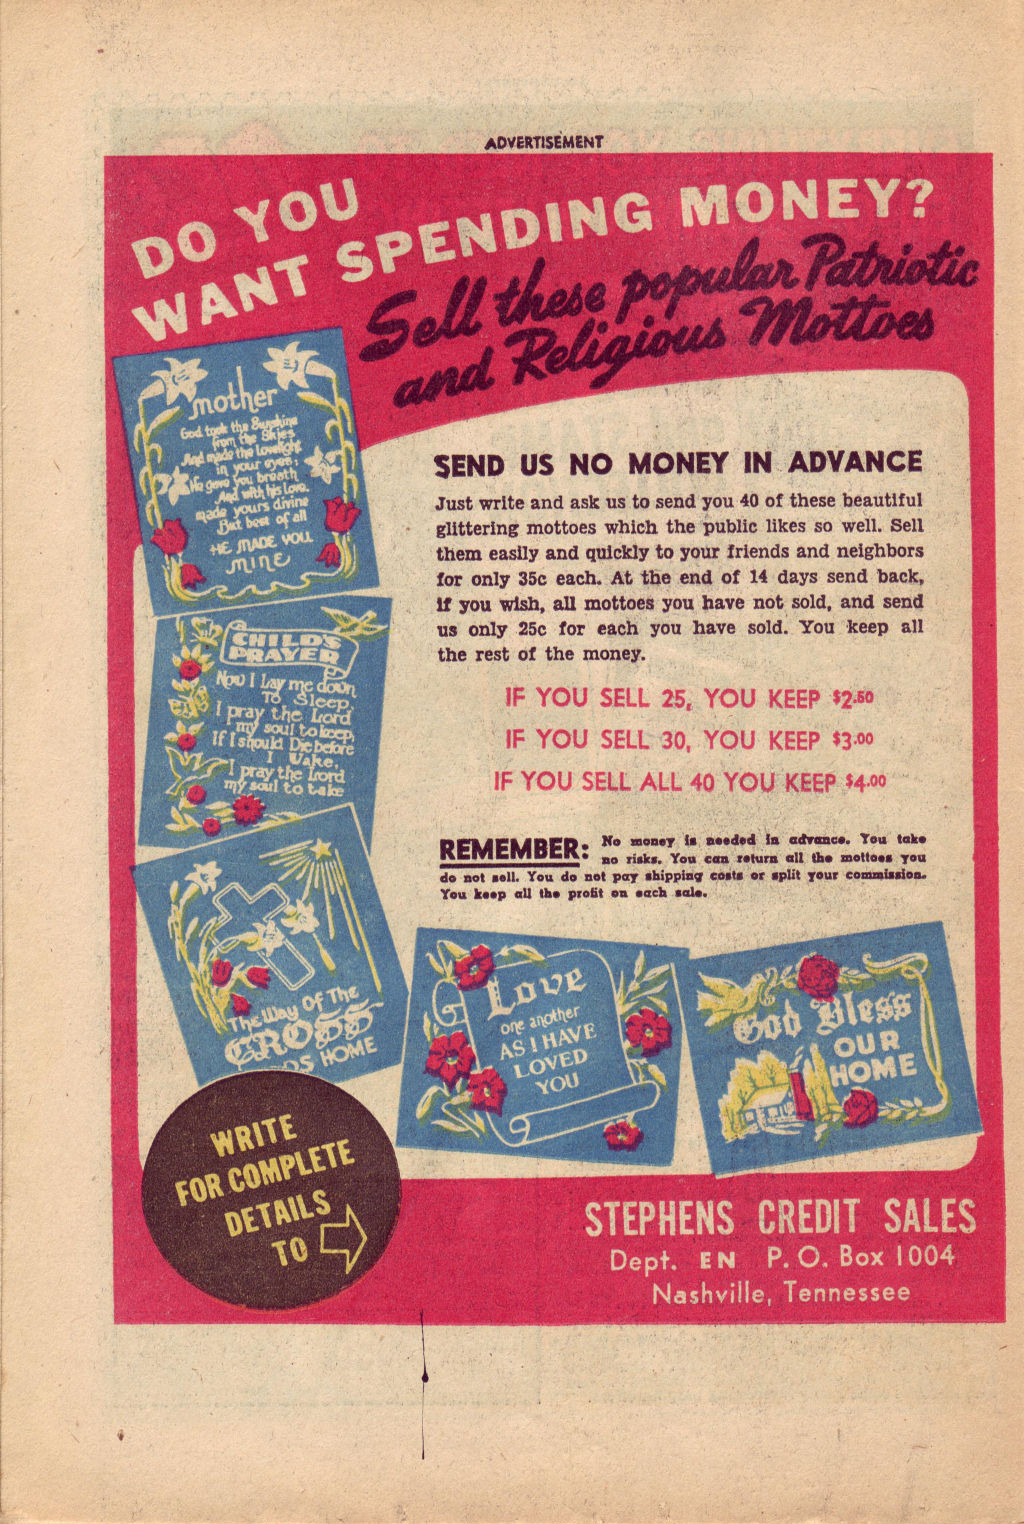 ADVERTISEMENT
DO YOU
WANT SPENDING MONEY?
Sell these popular Patriotic
and Religious Mottoes
mother
God took the Sunshine
from the Skies
And made the Lovelight
in your eyes;
He gave you breath
And with his Love,
made yours divine
But best of all
HE MADE YOU
MINE
CHILD'S
PRAYER
Now I Lay me down
To Sleep,
I pray the Lord
my soul to keep,
If I should Die before
I Wake,
I pray the Lord
my soul to take
The Way Of The
CROSS
HOME
Love
one another
AS I HAVE
LOVED
YOU
God Bless
OUR
HOME
SEND US NO MONEY IN ADVANCE
Just write and ask us to send you 40 of these beautiful
glittering mottoes which the public likes so well. Sell
them easily and quickly to your friends and neighbors
for only 35c each. At the end of 14 days send back,
if you wish, all mottoes you have not sold, and send
us only 25c for each you have sold. You keep all
the rest of the money.
IF YOU SELL 25, YOU KEEP $2.50
IF YOU SELL 30, YOU KEEP $3.00
IF YOU SELL ALL 40 YOU KEEP $4.00
REMEMBER: No money is needed in advance. You take
no risks. You can return all the mottoes you
do not sell. You do not pay shipping costs or split your commission.
You keep all the profit on each sale.
WRITE
FOR COMPLETE
DETAILS
TO
STEPHENS CREDIT SALES
Dept. EN P. O. Box 1004
Nashville, Tennessee